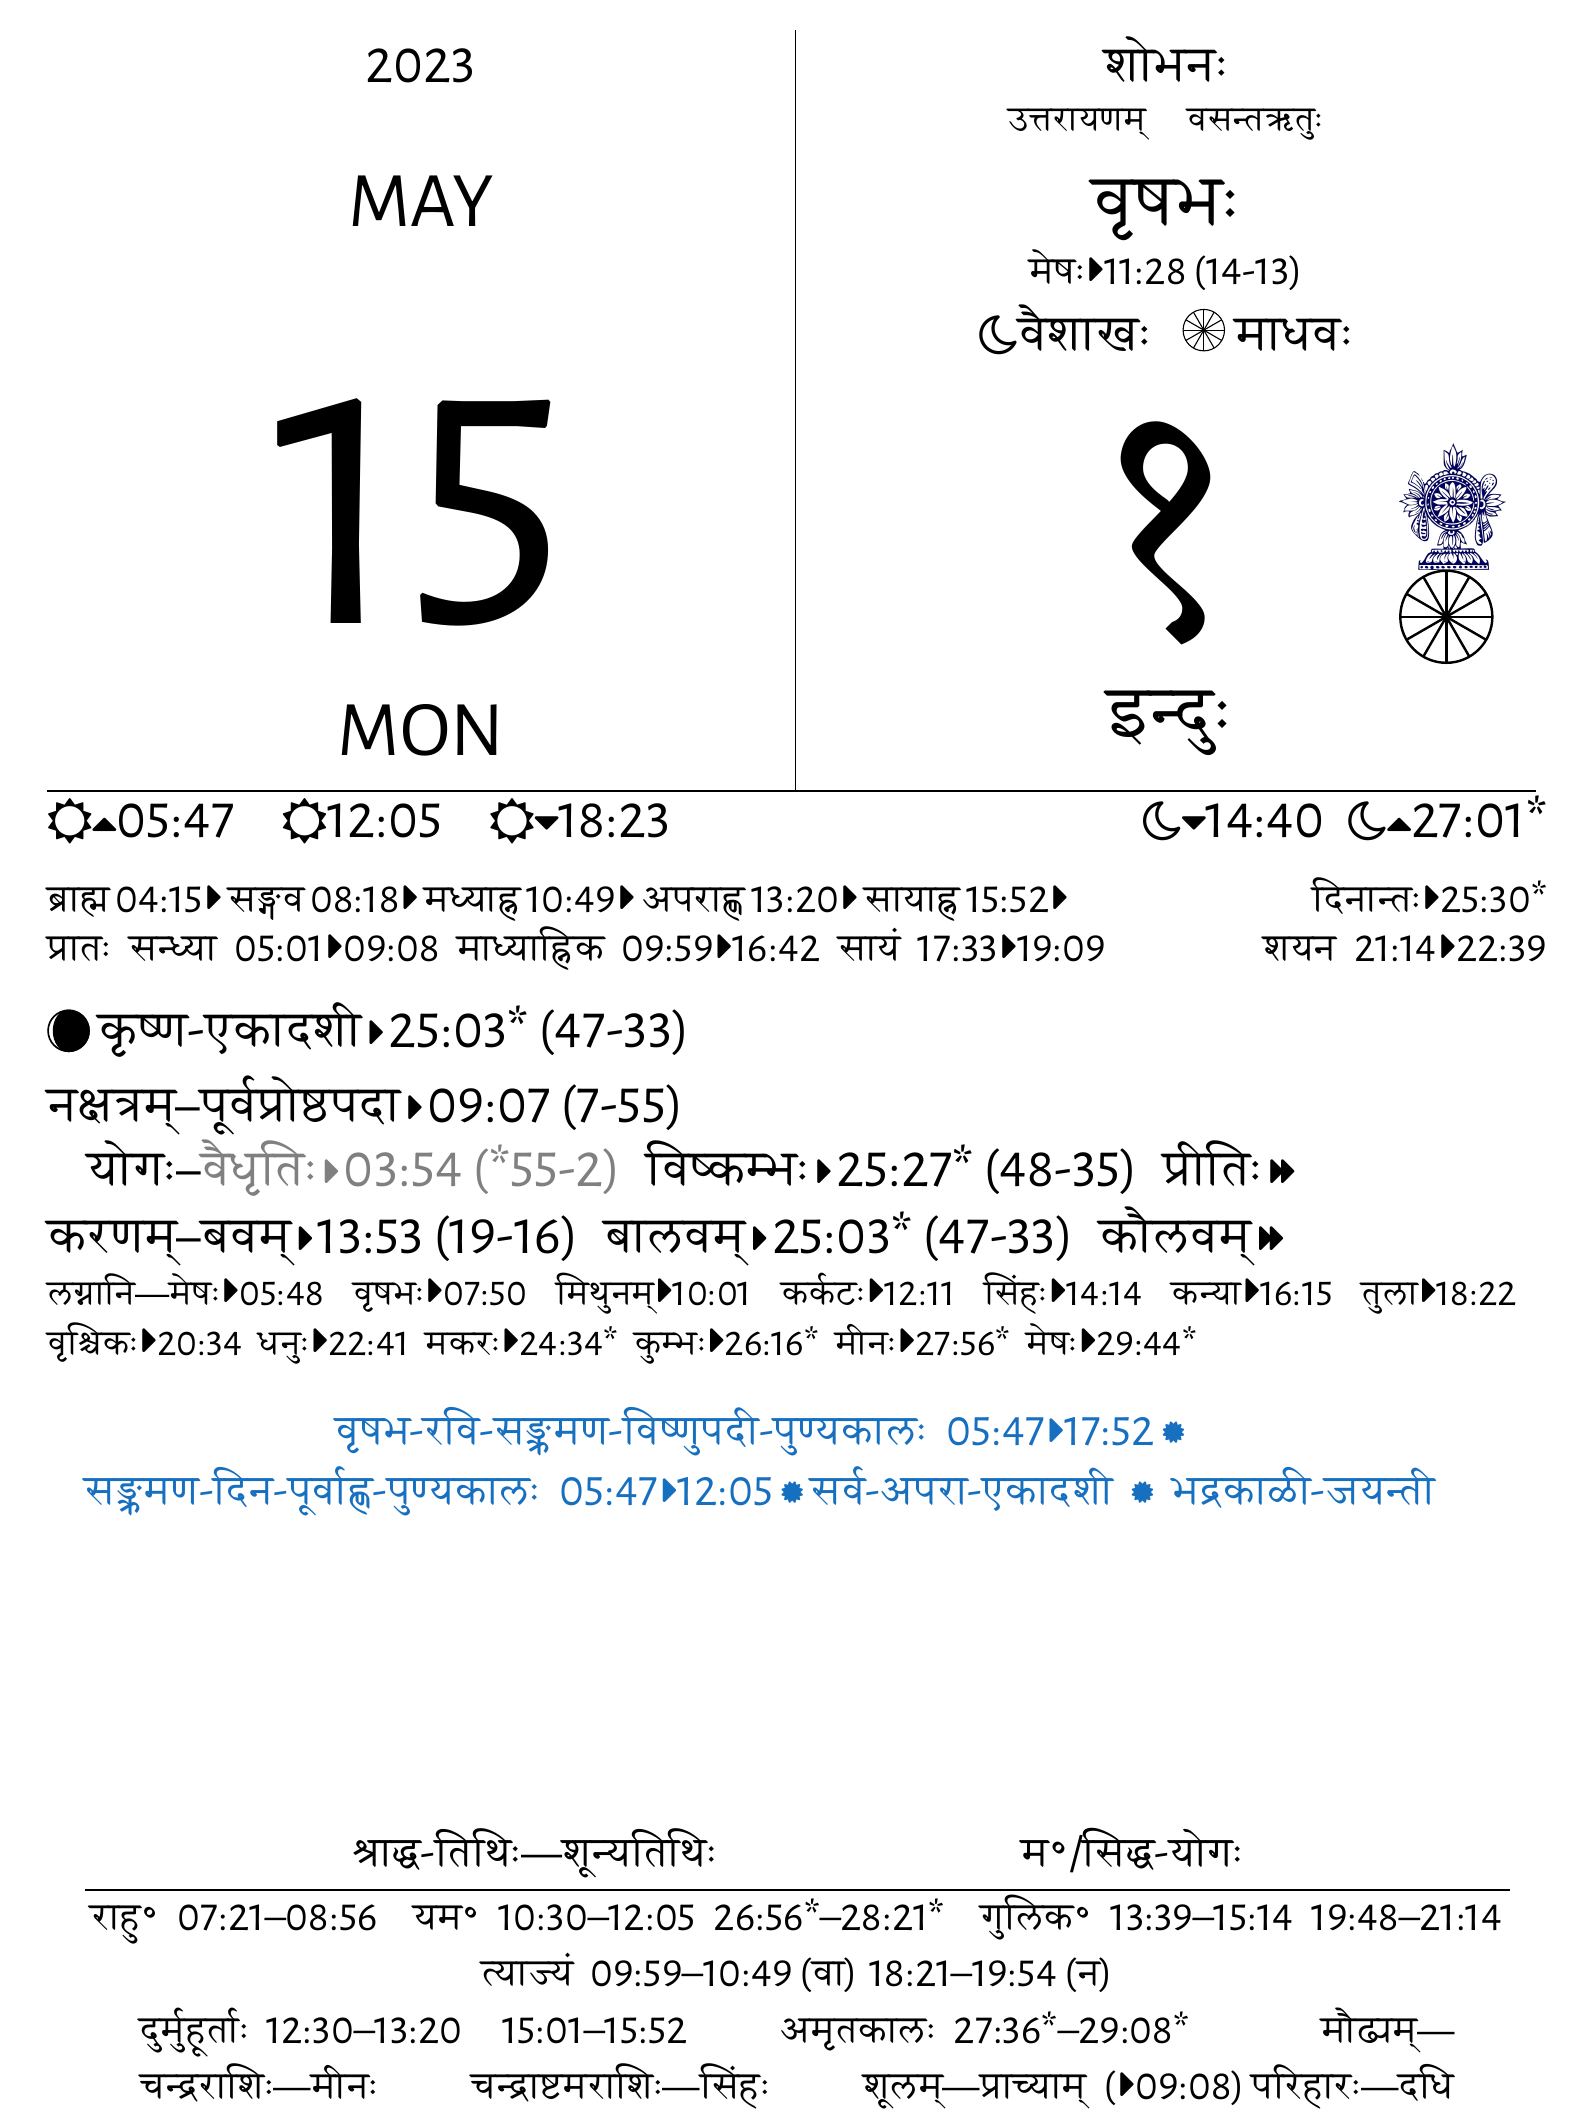 2023
MAY
15
MON
शोभनः
उत्तरायणम् वसन्तऋतुः
वृषभः
मेषः 11:28 (14-13)
वैशाखः माधवः
१
इन्दुः
05:47 12:05 18:23 14:40 27:01*
ब्राह्म 04:15 सङ्गव 08:18 मध्याह्न 10:49 अपराह्ण 13:20 सायाह्न 15:52 दिनान्तः 25:30*
प्रातः सन्ध्या 05:01 09:08 माध्याह्निक 09:59 16:42 सायं 17:33 19:09 शयन 21:14 22:39
कृष्ण-एकादशी 25:03* (47-33)
नक्षत्रम्–पूर्वप्रोष्ठपदा 09:07 (7-55)
योगः–वैधृतिः 03:54 (*55-2) विष्कम्भः 25:27* (48-35) प्रीतिः
करणम्–बवम् 13:53 (19-16) बालवम् 25:03* (47-33) कौलवम्
लग्नानि—मेषः 05:48 वृषभः 07:50 मिथुनम् 10:01 कर्कटः 12:11 सिंहः 14:14 कन्या 16:15 तुला 18:22
वृश्चिकः 20:34 धनुः 22:41 मकरः 24:34* कुम्भः 26:16* मीनः 27:56* मेषः 29:44*
वृषभ-रवि-सङ्क्रमण-विष्णुपदी-पुण्यकालः 05:47 17:52
सङ्क्रमण-दिन-पूर्वाह्ण-पुण्यकालः 05:47 12:05 सर्व-अपरा-एकादशी भद्रकाळी-जयन्ती
श्राद्ध-तिथिः—शून्यतिथिः म॰/सिद्ध-योगः
राहु॰ 07:21–08:56 यम॰ 10:30–12:05 26:56*–28:21* गुलिक॰ 13:39–15:14 19:48–21:14
त्याज्यं 09:59–10:49 (वा) 18:21–19:54 (न)
दुर्मुहूर्ताः 12:30–13:20 15:01–15:52 अमृतकालः 27:36*–29:08* मौढ्यम्—
चन्द्रराशिः—मीनः चन्द्राष्टमराशिः—सिंहः शूलम्—प्राच्याम् (09:08) परिहारः—दधि